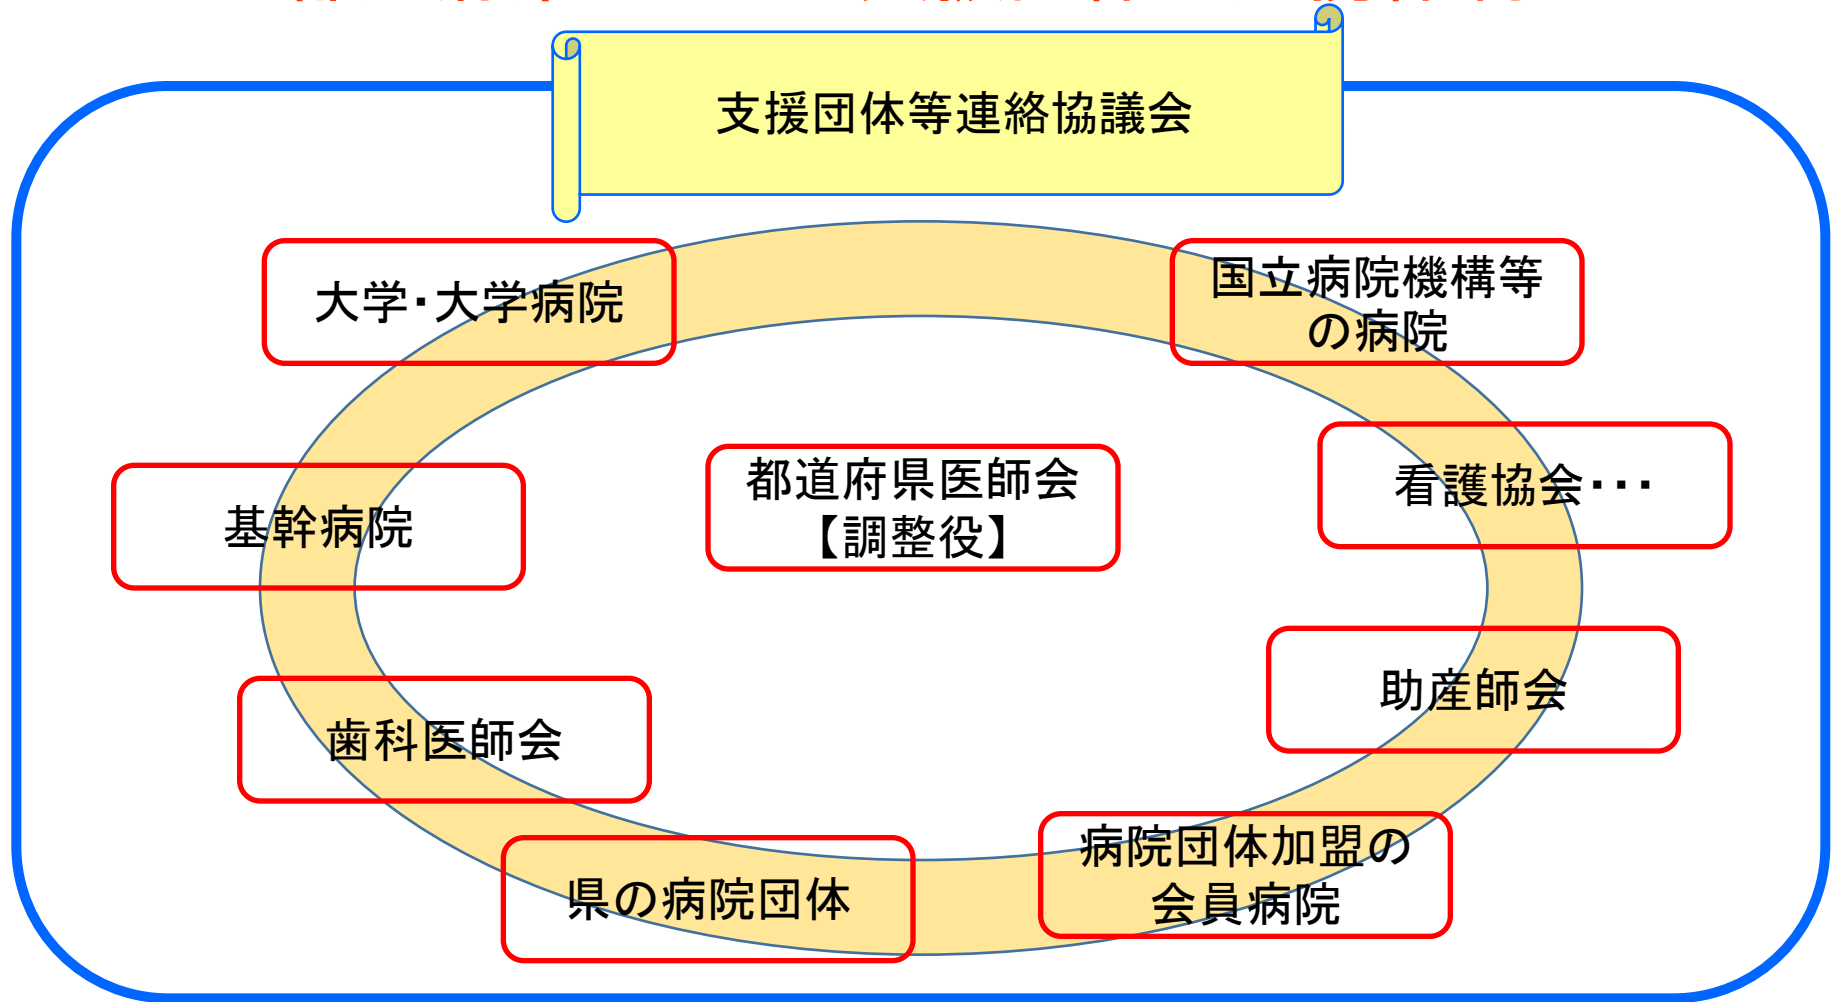 支援団体等連絡協議会
大学・大学病院
国立病院機構等
の病院
都道府県医師会
【調整役】
看護協会・・・
基幹病院
助産師会
歯科医師会
病院団体加盟の
会員病院
県の病院団体